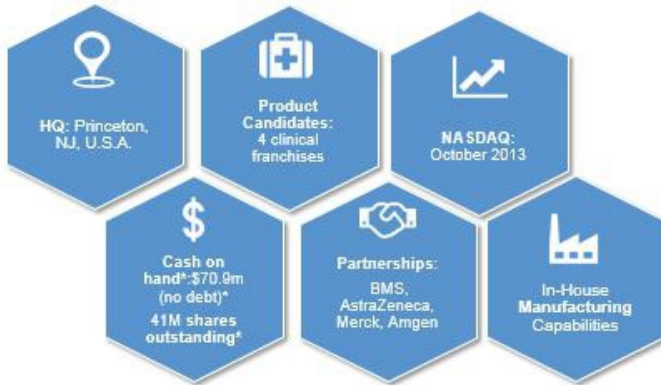 HQ: Princeton,
NJ, U.S.A.
Product
Candidates:
4 clinical
franchises
NASDAQ:
October 2013
Cash on
hand*:$70.9m
(no debt)*
41M shares
outstanding*
Partnerships:
BMS,
AstraZeneca,
Merck, Amgen
In-House
Manufacturing
Capabilities